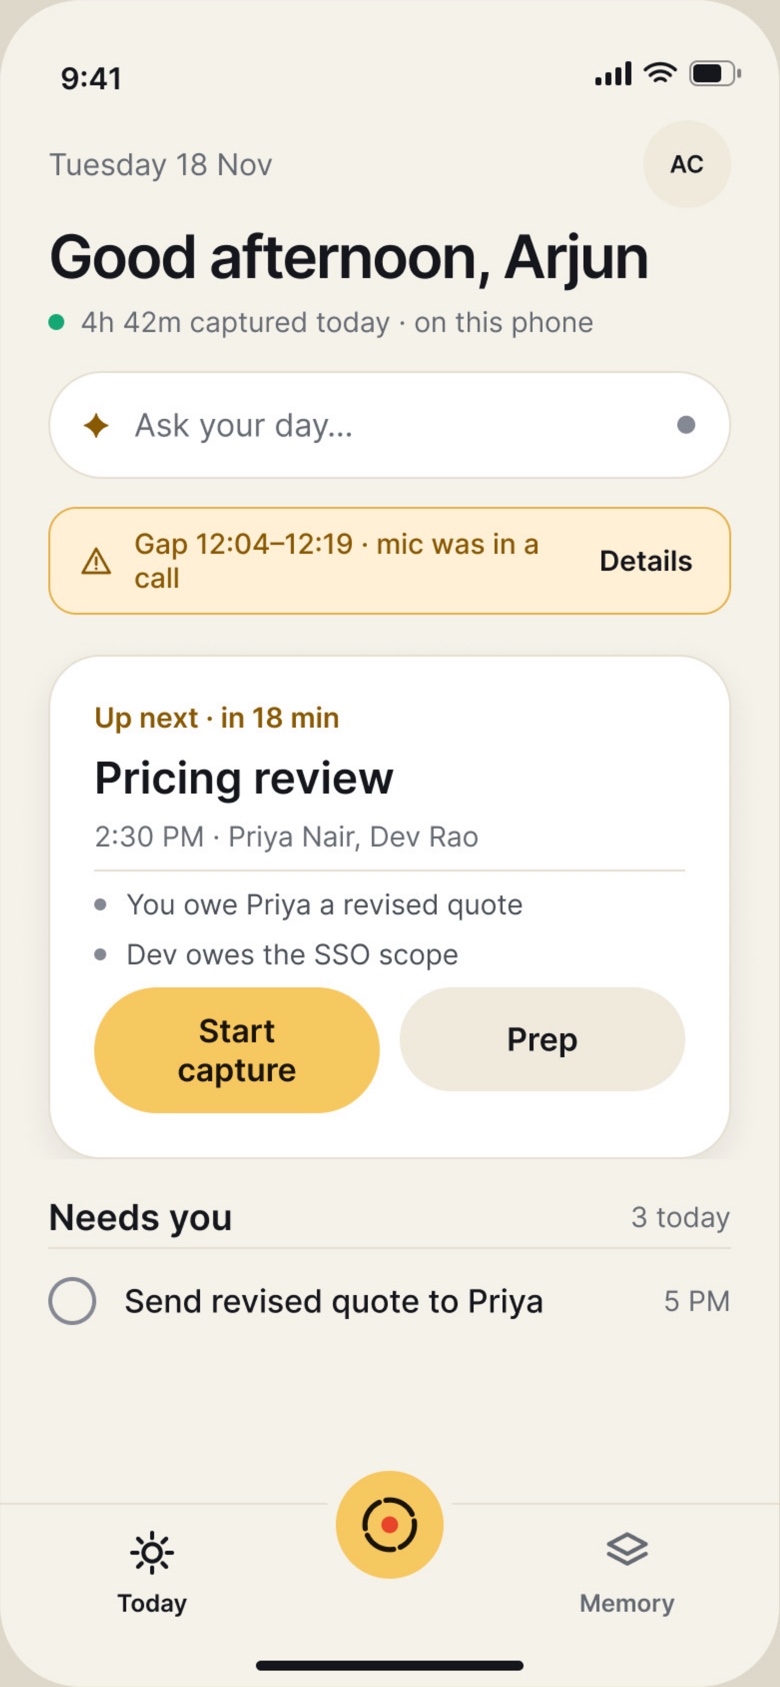 9:41
Tuesday 18 Nov
AC
Good afternoon, Arjun
4h 42m captured today · on this phone
Ask your day...
Gap 12:04–12:19 · mic was in a
call
Details
Up next · in 18 min
Pricing review
2:30 PM · Priya Nair, Dev Rao
You owe Priya a revised quote
Dev owes the SSO scope
Start
capture
Prep
Needs you
3 today
Send revised quote to Priya
5 PM
Today
Memory